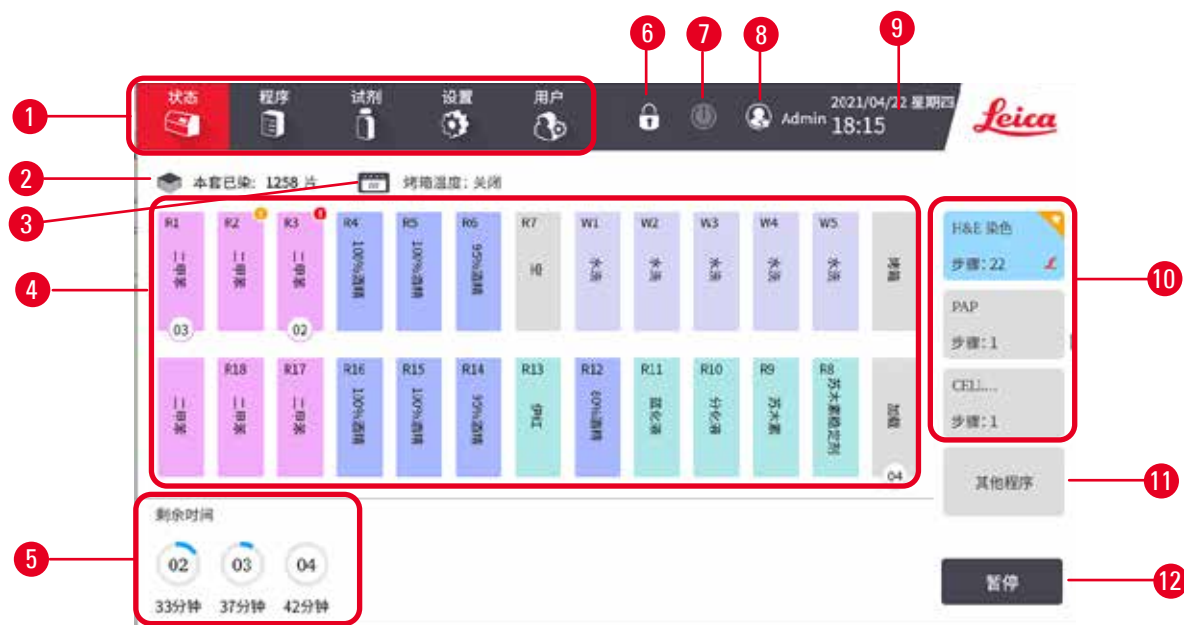 6 7 8 9
状态 程序 试剂 设置 用户
1
Admin
2021/04/22 星期四
18:15
Leica
2
本套已染: 1258 片
烤箱温度: 关闭
3
R1 R2 R3 R4 R5 R6 R7 W1 W2 W3 W4 W5
二甲苯 二甲苯 二甲苯 100%酒精 100%酒精 95%酒精 空 水洗 水洗 水洗 水洗 水洗 烤箱
03 02
4
R18 R17 R16 R15 R14 R13 R12 R11 R10 R9 R8
二甲苯 二甲苯 二甲苯 100%酒精 100%酒精 95%酒精 伊红 80%酒精 蓝化液 分化液 苏木素 苏木素稳定剂 加载
04
H&E 染色
步骤: 22
PAP
步骤: 1
CELL...
步骤: 1
10
其他程序
11
剩余时间
02 03 04
33分钟 37分钟 42分钟
5
暂停
12